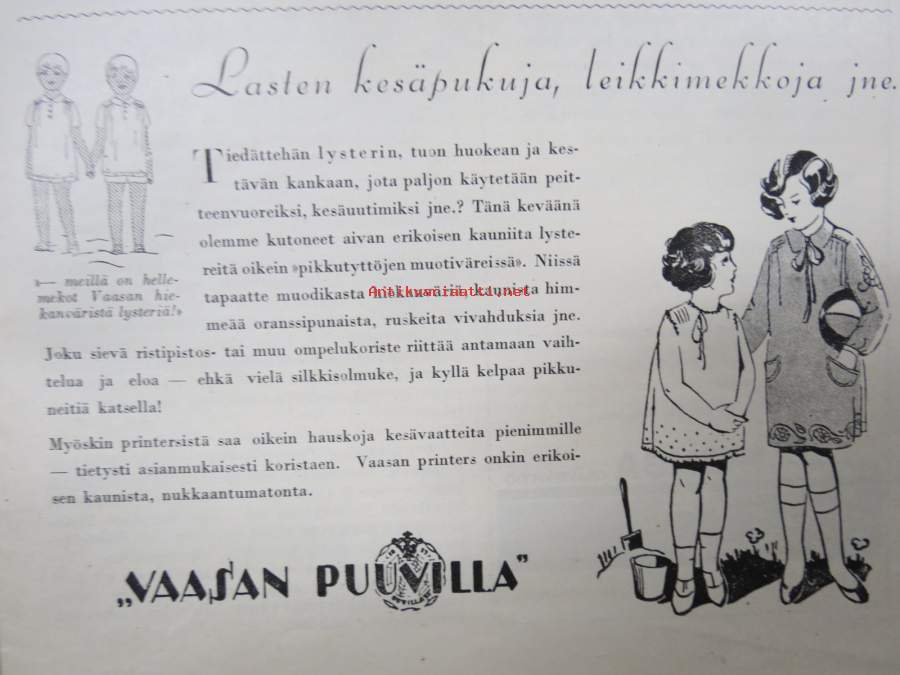 Lasten kesäpukuja, leikkimekkoja jne.
Tiedättehän lysterin, tuon huokean ja kes-
tävän kankaan, jota paljon käytetään peit-
teenvuoreiksi, kesäuutimiksi jne.? Tänä keväänä
olemme kutoneet aivan erikoisen kauniita lyste-
reitä oikein »pikkutyttöjen muotiväreissä». Niissä
tapaatte muodikasta kaunista him-
meää oranssipunaista, ruskeita vivahduksia jne.
Joku sievä ristipistos- tai muu ompelukoriste riittää antamaan vaih-
telua ja eloa — ehkä vielä silkkisolmuke, ja kyllä kelpaa pikku-
neitiä katsella!
Myöskin printersistä saa oikein hauskoja kesävaatteita pienimmille
— tietysti asianmukaisesti koristaen. Vaasan printers onkin erikoi-
sen kaunista, nukkaantumatonta.
»— meillä on helle-
mekot Vaasan hie-
kanväristä lysteriä!»
Antikvariaatti.net
„VAASAN PUUVILLA”